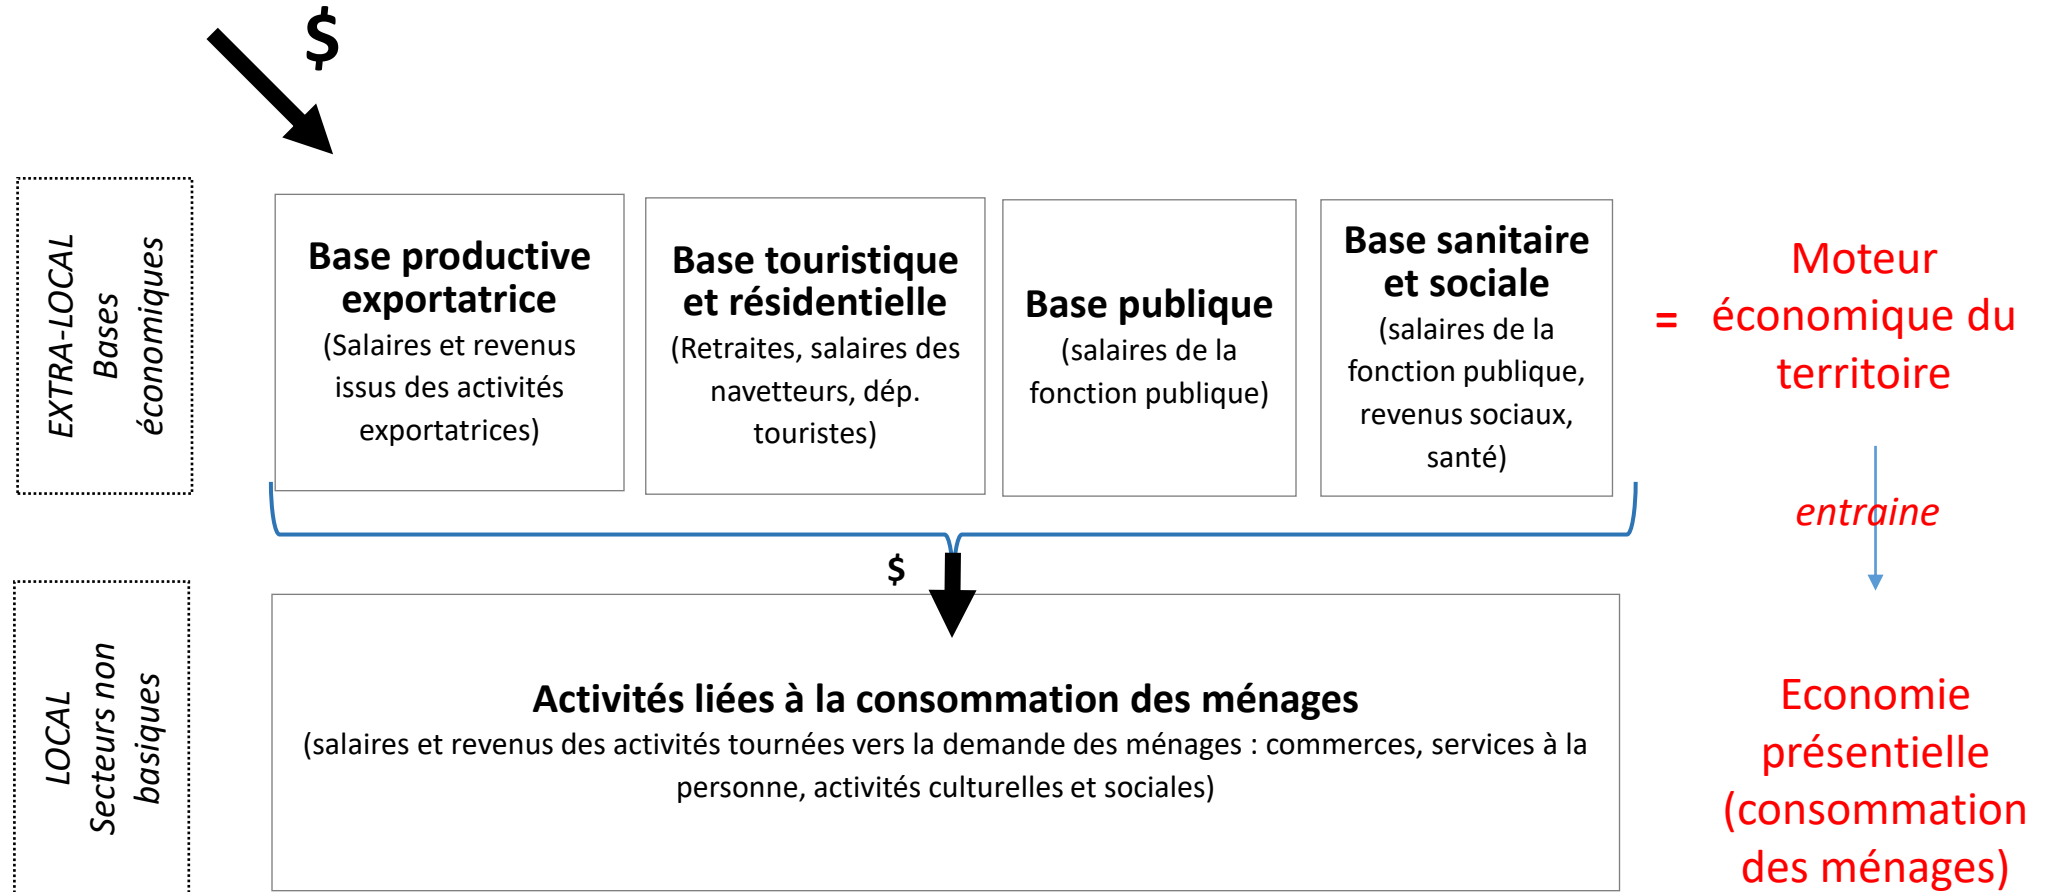 $
EXTRA-LOCAL
Bases
économiques
Base productive
exportatrice
(Salaires et revenus
issus des activités
exportatrices)
Base touristique
et résidentielle
(Retraites, salaires des
navetteurs, dép.
touristes)
Base publique
(salaires de la
fonction publique)
Base sanitaire
et sociale
(salaires de la
fonction publique,
revenus sociaux,
santé)
=
Moteur
économique du
territoire
entraine
$
LOCAL
Secteurs non
basiques
Activités liées à la consommation des ménages
(salaires et revenus des activités tournées vers la demande des ménages : commerces, services à la
personne, activités culturelles et sociales)
Economie
présentielle
(consommation
des ménages)